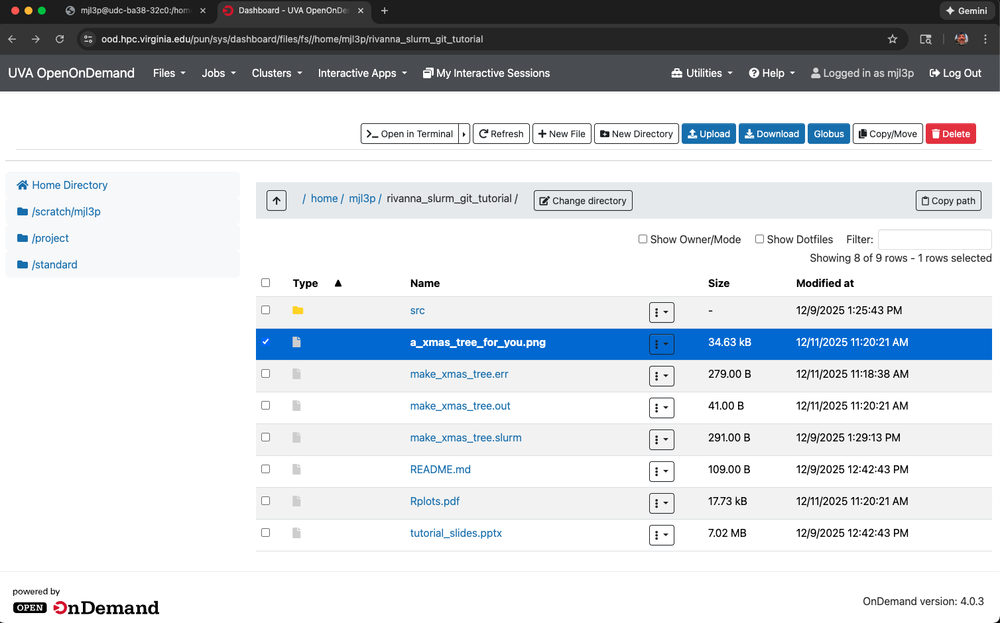 mjl3p@udc-ba38-32c0:/hom
Dashboard - UVA OpenOnDe
Gemini
ood.hpc.virginia.edu/pun/sys/dashboard/files/fs//home/mjl3p/rivanna_slurm_git_tutorial
UVA OpenOnDemand Files Jobs Clusters Interactive Apps My Interactive Sessions Utilities Help Logged in as mjl3p Log Out
Open in Terminal Refresh New File New Directory Upload Download Globus Copy/Move Delete
Home Directory
/scratch/mjl3p
/project
/standard
/ home / mjl3p / rivanna_slurm_git_tutorial / Change directory Copy path
Show Owner/Mode Show Dotfiles Filter:
Showing 8 of 9 rows - 1 rows selected
Type Name Size Modified at
src - 12/9/2025 1:25:43 PM
a_xmas_tree_for_you.png 34.63 kB 12/11/2025 11:20:21 AM
make_xmas_tree.err 279.00 B 12/11/2025 11:18:38 AM
make_xmas_tree.out 41.00 B 12/11/2025 11:20:21 AM
make_xmas_tree.slurm 291.00 B 12/9/2025 1:29:13 PM
README.md 109.00 B 12/9/2025 12:42:43 PM
Rplots.pdf 17.73 kB 12/11/2025 11:20:21 AM
tutorial_slides.pptx 7.02 MB 12/9/2025 12:42:43 PM
powered by
OPEN OnDemand
OnDemand version: 4.0.3